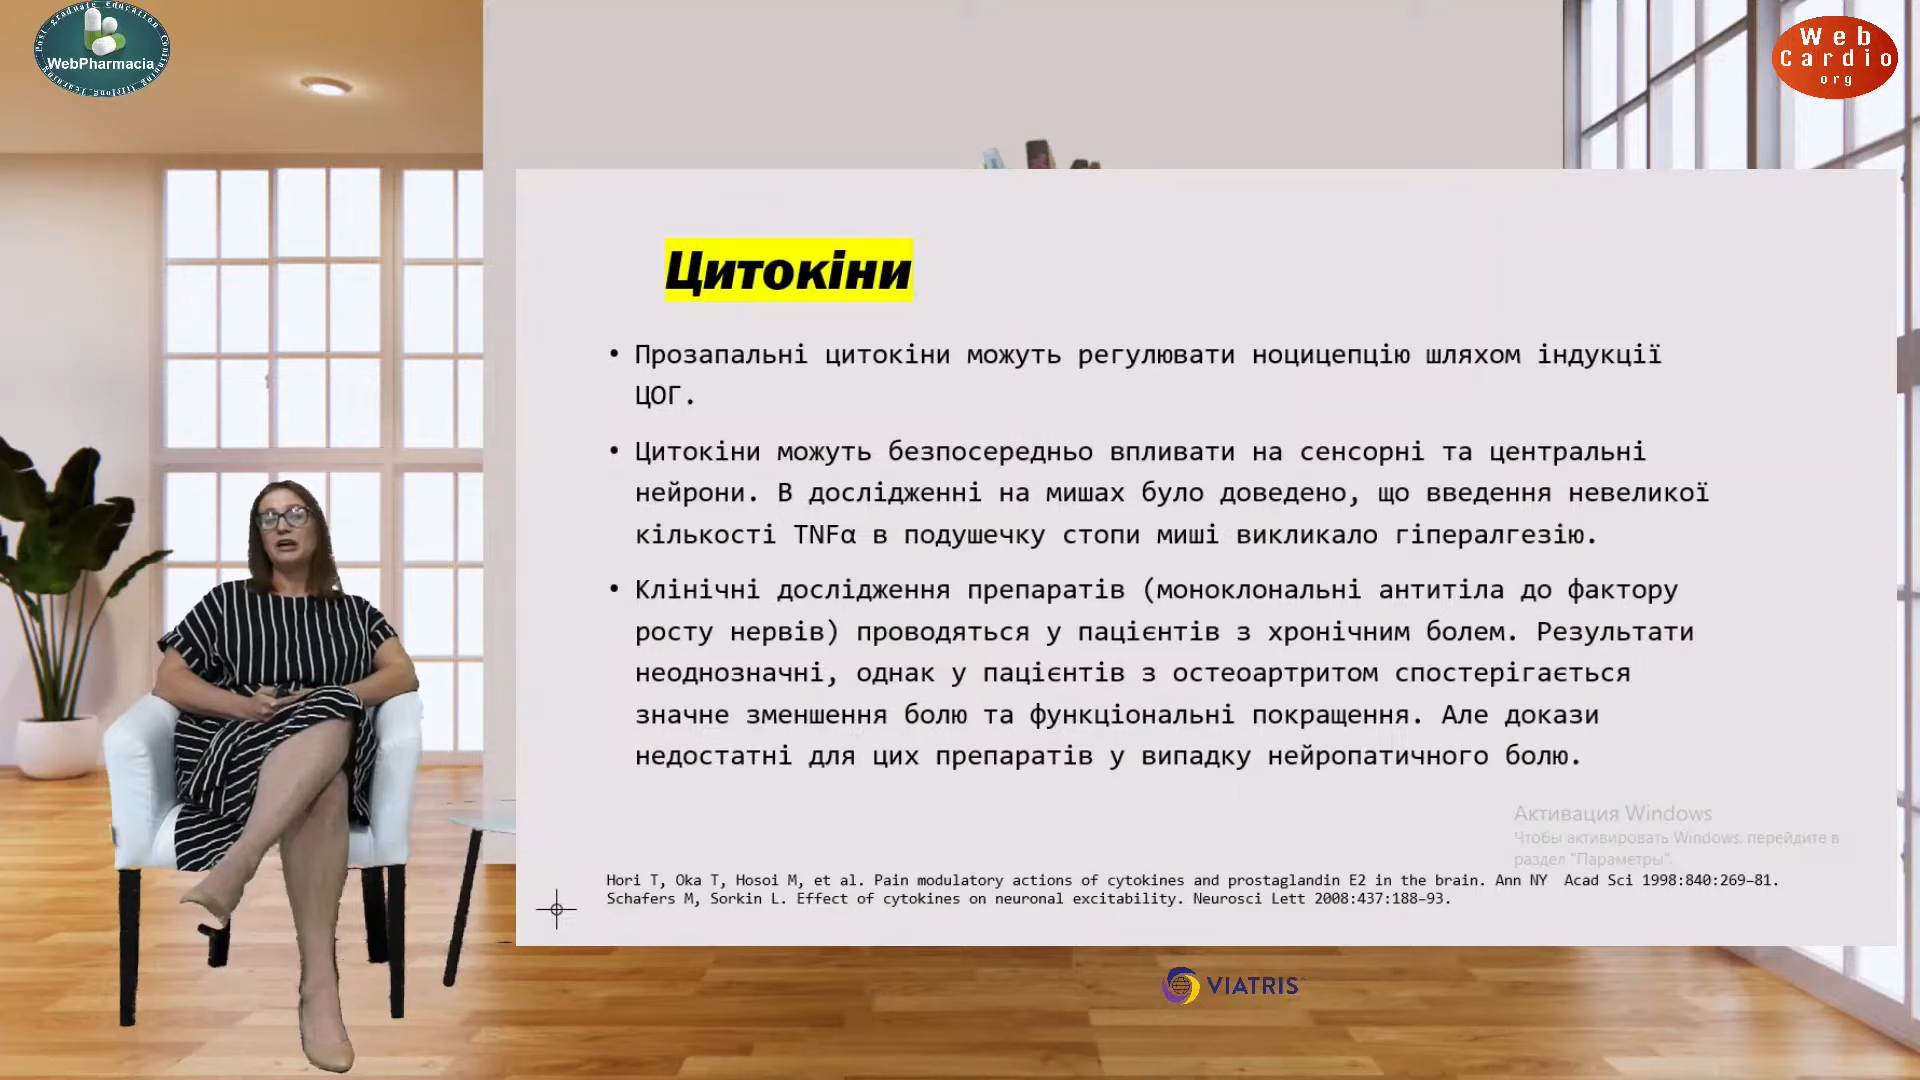 Post-graduate Education Continuing Lifelong Learning
WebPharmacia
Web
Cardio
org
Цитокіни
• Прозапальні цитокіни можуть регулювати ноцицепцію шляхом індукції
ЦОГ.
• Цитокіни можуть безпосередньо впливати на сенсорні та центральні
нейрони. В дослідженні на мишах було доведено, що введення невеликої
кількості TNFα в подушечку стопи миші викликало гіпералгезію.
• Клінічні дослідження препаратів (моноклональні антитіла до фактору
росту нервів) проводяться у пацієнтів з хронічним болем. Результати
неоднозначні, однак у пацієнтів з остеоартритом спостерігається
значне зменшення болю та функціональні покращення. Але докази
недостатні для цих препаратів у випадку нейропатичного болю.
Активация Windows
Чтобы активировать Windows, перейдите в
раздел "Параметры".
Hori T, Oka T, Hosoi M, et al. Pain modulatory actions of cytokines and prostaglandin E2 in the brain. Ann NY Acad Sci 1998:840:269–81.
Schafers M, Sorkin L. Effect of cytokines on neuronal excitability. Neurosci Lett 2008:437:188–93.
VIATRIS